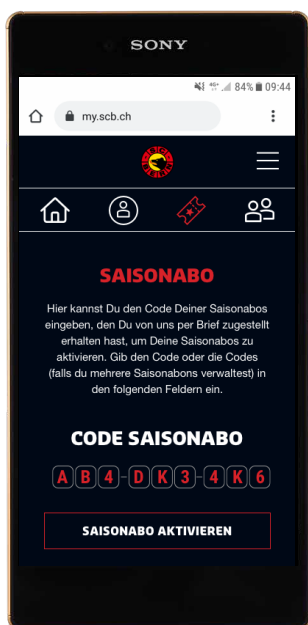 SONY
84% 09:44
my.scb.ch
SAISONABO
Hier kannst Du den Code Deiner Saisonabos
eingeben, den Du von uns per Brief zugestellt
erhalten hast, um Deine Saisonabos zu
aktivieren. Gib den Code oder die Codes
(falls du mehrere Saisonabons verwaltest) in
den folgenden Feldern ein.
CODE SAISONABO
AB4-DK3-4K6
SAISONABO AKTIVIEREN